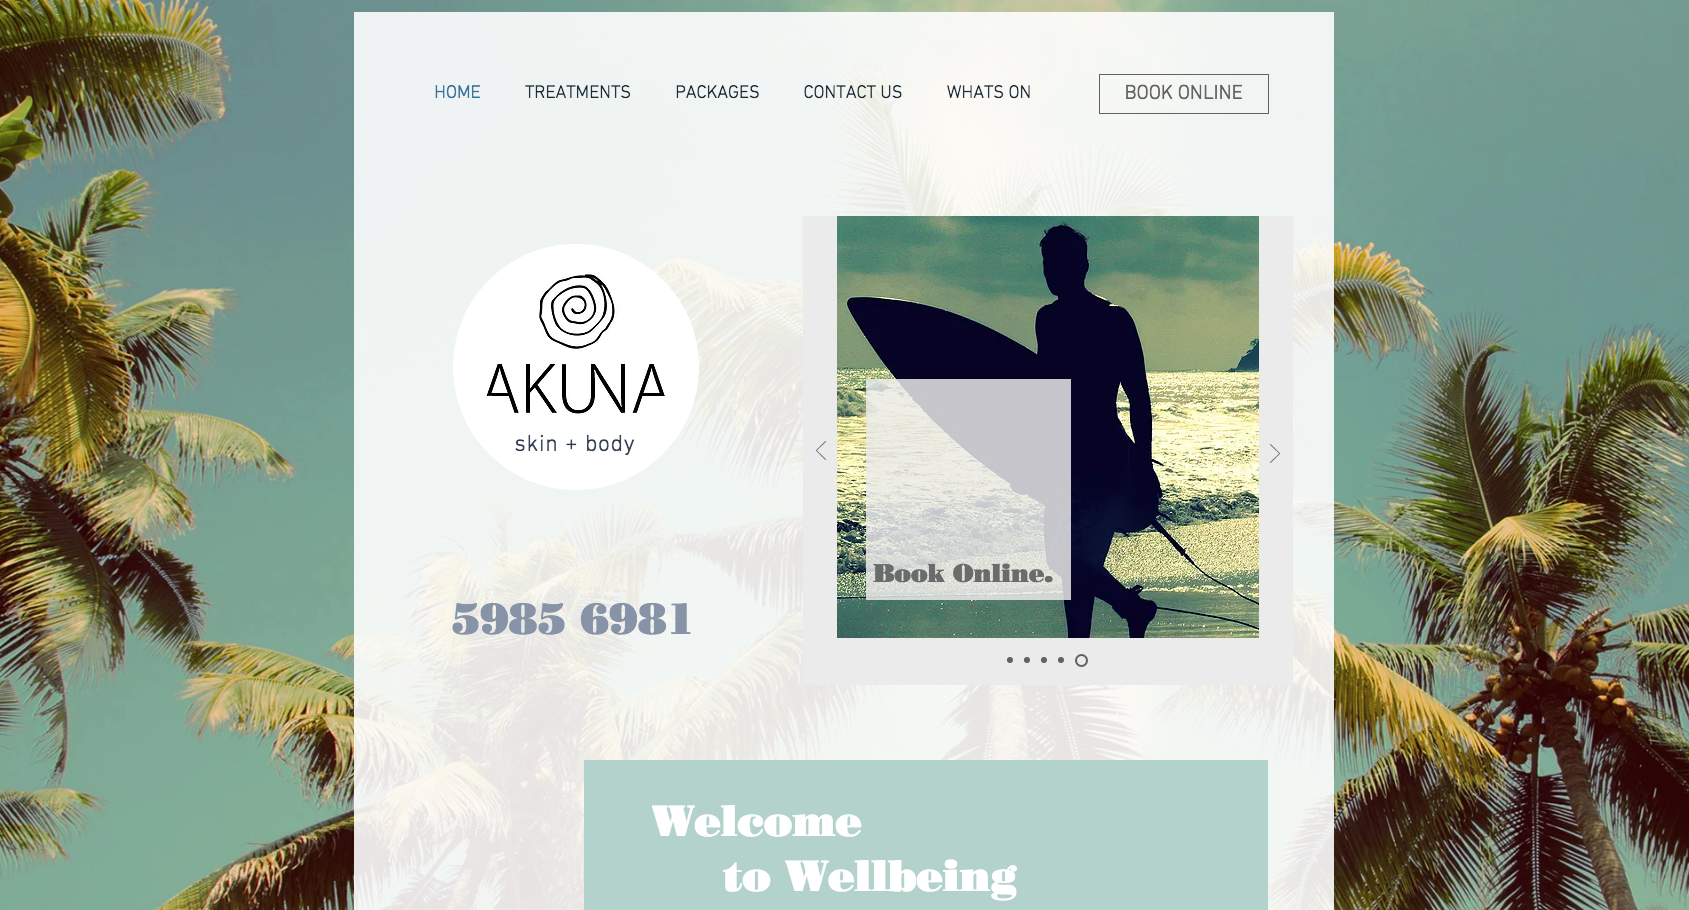 HOME
TREATMENTS
PACKAGES
CONTACT US
WHATS ON
BOOK ONLINE
AKUNA
skin + body
5985 6981
Book Online.
Welcome
to Wellbeing